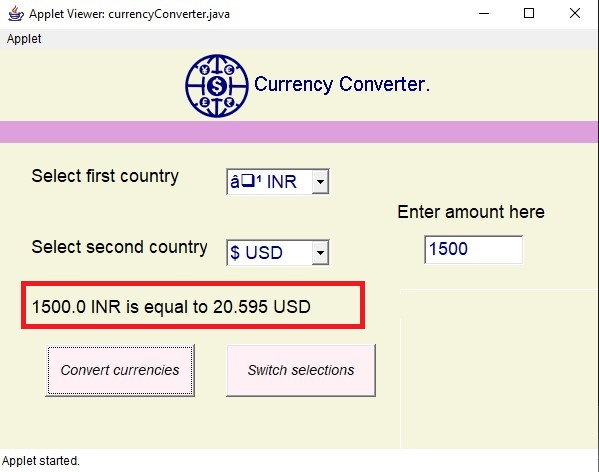 Applet Viewer: currencyConverter.java
Applet
Currency Converter.
Select first country
â❑¹ INR
Enter amount here
Select second country
$ USD
1500
1500.0 INR is equal to 20.595 USD
Convert currencies
Switch selections
Applet started.